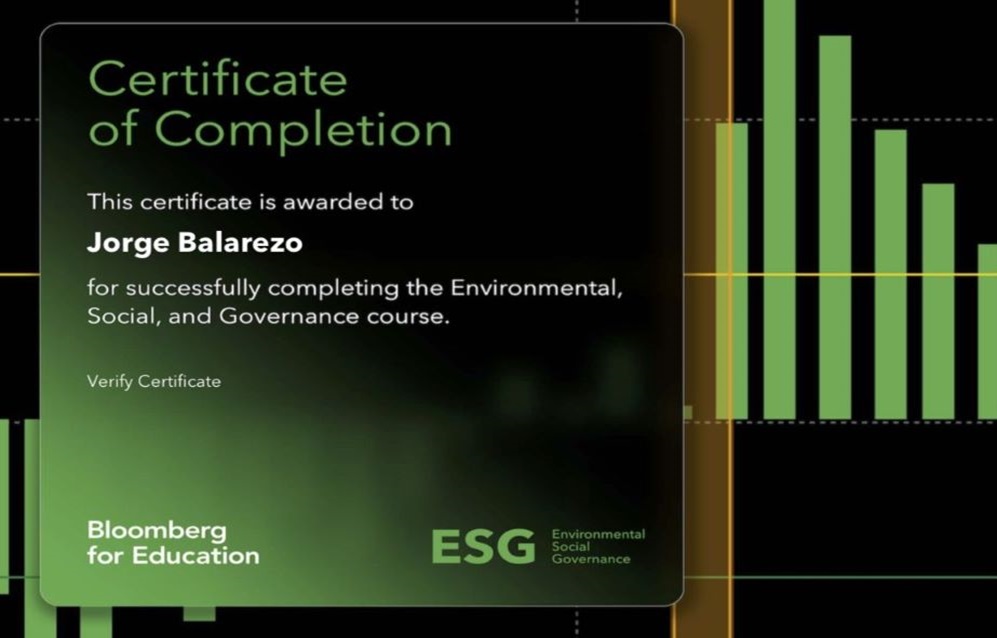 Certificate
of Completion
This certificate is awarded to
Jorge Balarezo
for successfully completing the Environmental,
Social, and Governance course.
Verify Certificate
Bloomberg
for Education
ESG
Environmental
Social
Governance